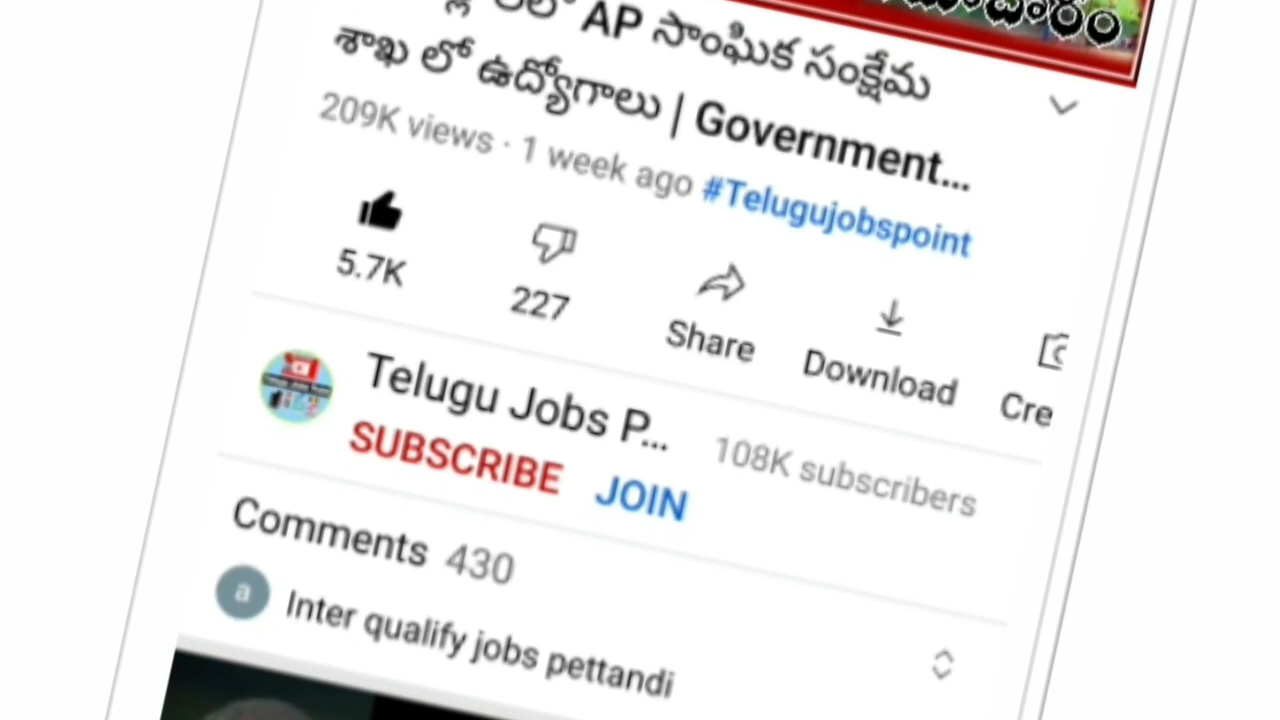 AP సాంఘిక సంక్షేమ
శాఖ లో ఉద్యోగాలు | Government...
209K views · 1 week ago #Telugujobspoint
5.7K
227
Share
Download
Cre
Telugu Jobs P...
108K subscribers
SUBSCRIBE JOIN
Comments 430
a
Inter qualify jobs pettandi